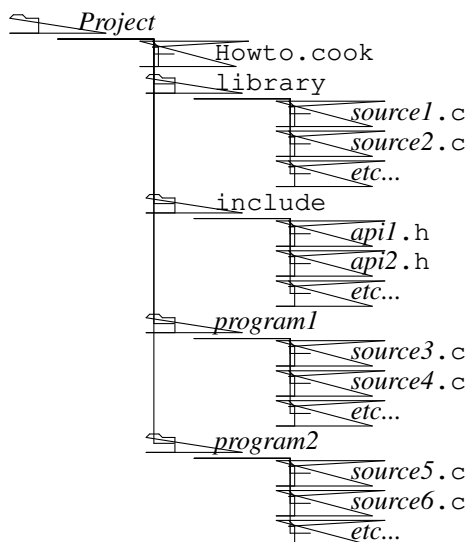 Project
Howto.cook
library
source1.c
source2.c
etc...
include
api1.h
api2.h
etc...
program1
source3.c
source4.c
etc...
program2
source5.c
source6.c
etc...